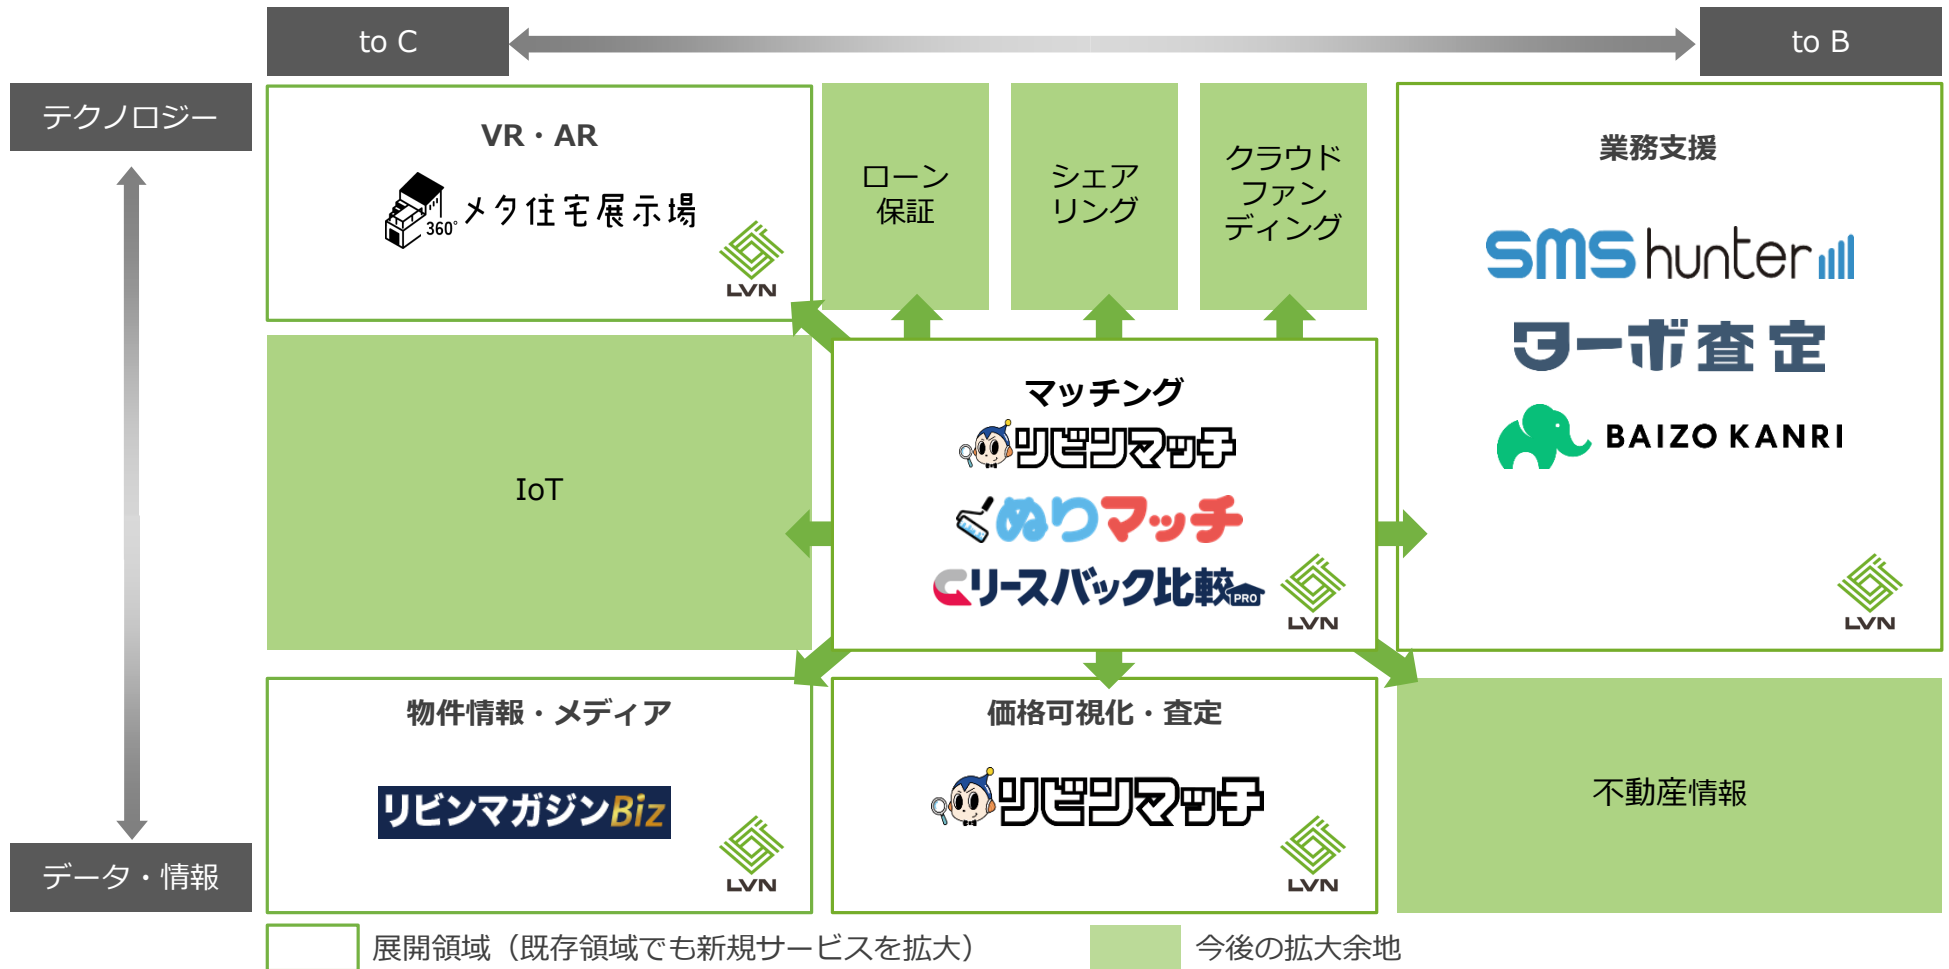 to C
to B
テクノロジー
データ・情報
VR・AR
360°
メタ住宅展示場
LVN
ローン
保証
シェア
リング
クラウド
ファン
ディング
業務支援
SMS hunter
ターボ査定
BAIZO KANRI
LVN
IoT
マッチング
リビンマッチ
ぬりマッチ
リースバック比較PRO
LVN
物件情報・メディア
リビンマガジンBiz
LVN
価格可視化・査定
リビンマッチ
LVN
不動産情報
展開領域（既存領域でも新規サービスを拡大）
今後の拡大余地